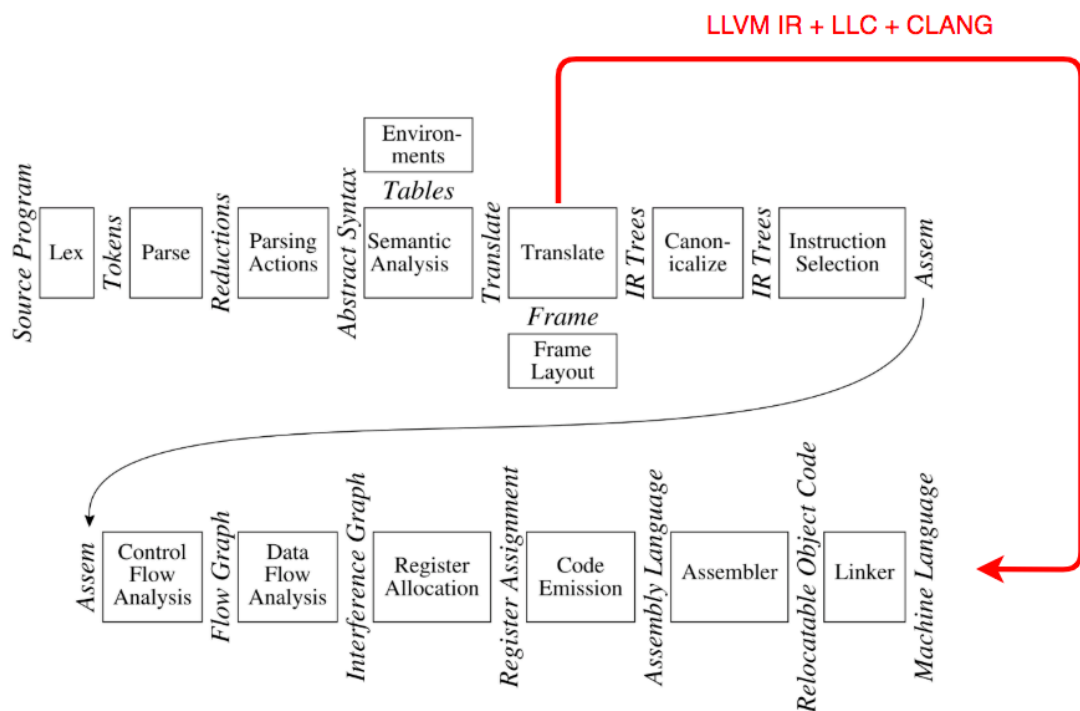 LLVM IR + LLC + CLANG
Environ-
ments
Tables
Source Program
Lex
Tokens
Parse
Reductions
Parsing
Actions
Abstract Syntax
Semantic
Analysis
Translate
Translate
IR Trees
Canon-
icalize
IR Trees
Instruction
Selection
Assem
Frame
Frame
Layout
Assem
Control
Flow
Analysis
Flow Graph
Data
Flow
Analysis
Interference Graph
Register
Allocation
Register Assignment
Code
Emission
Assembly Language
Assembler
Relocatable Object Code
Linker
Machine Language